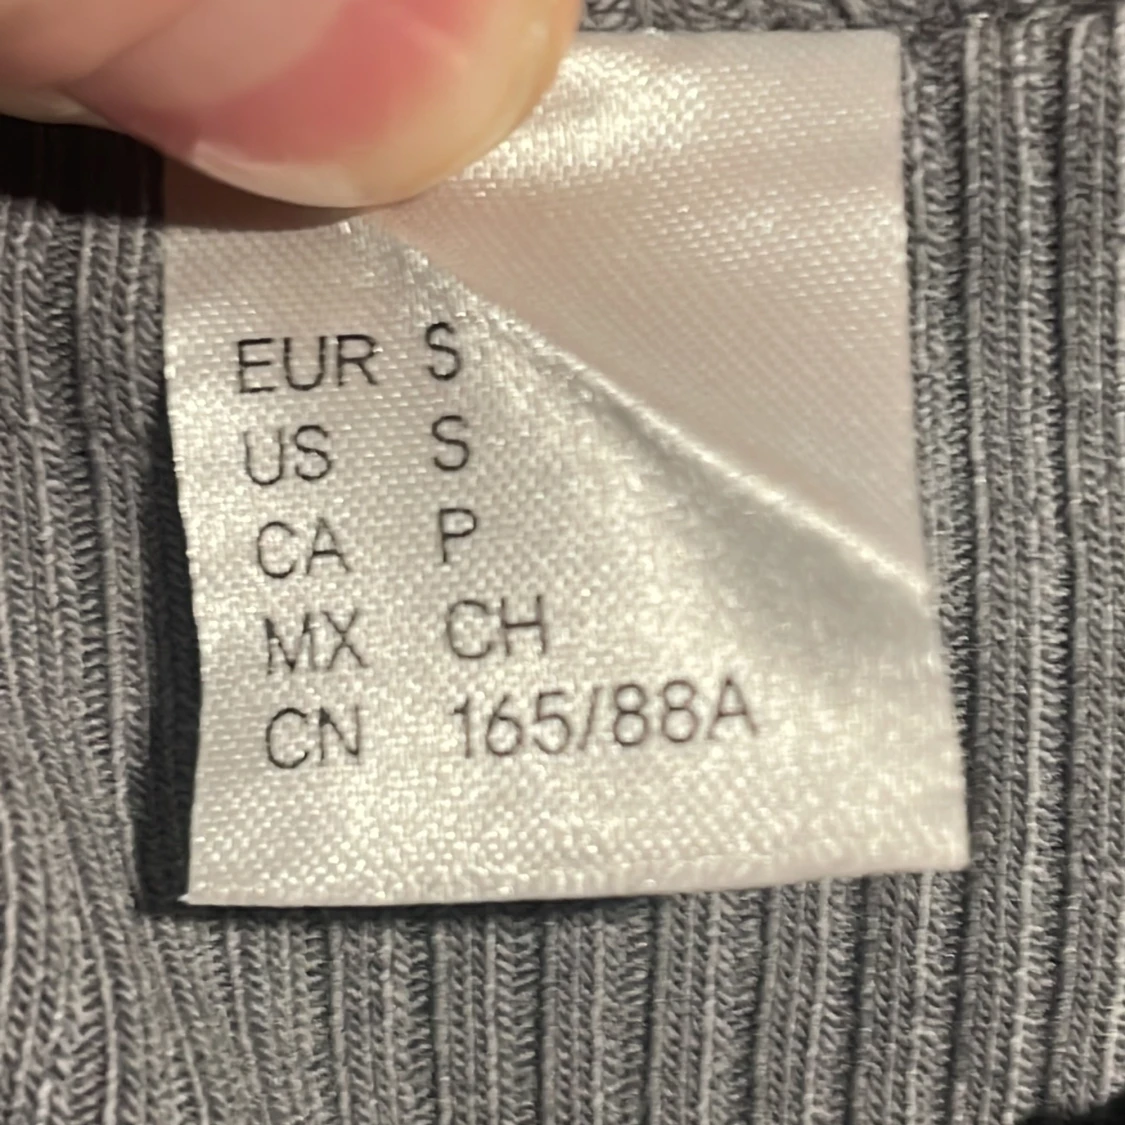 EUR S
US S
CA P
MX CH
CN 165/88A